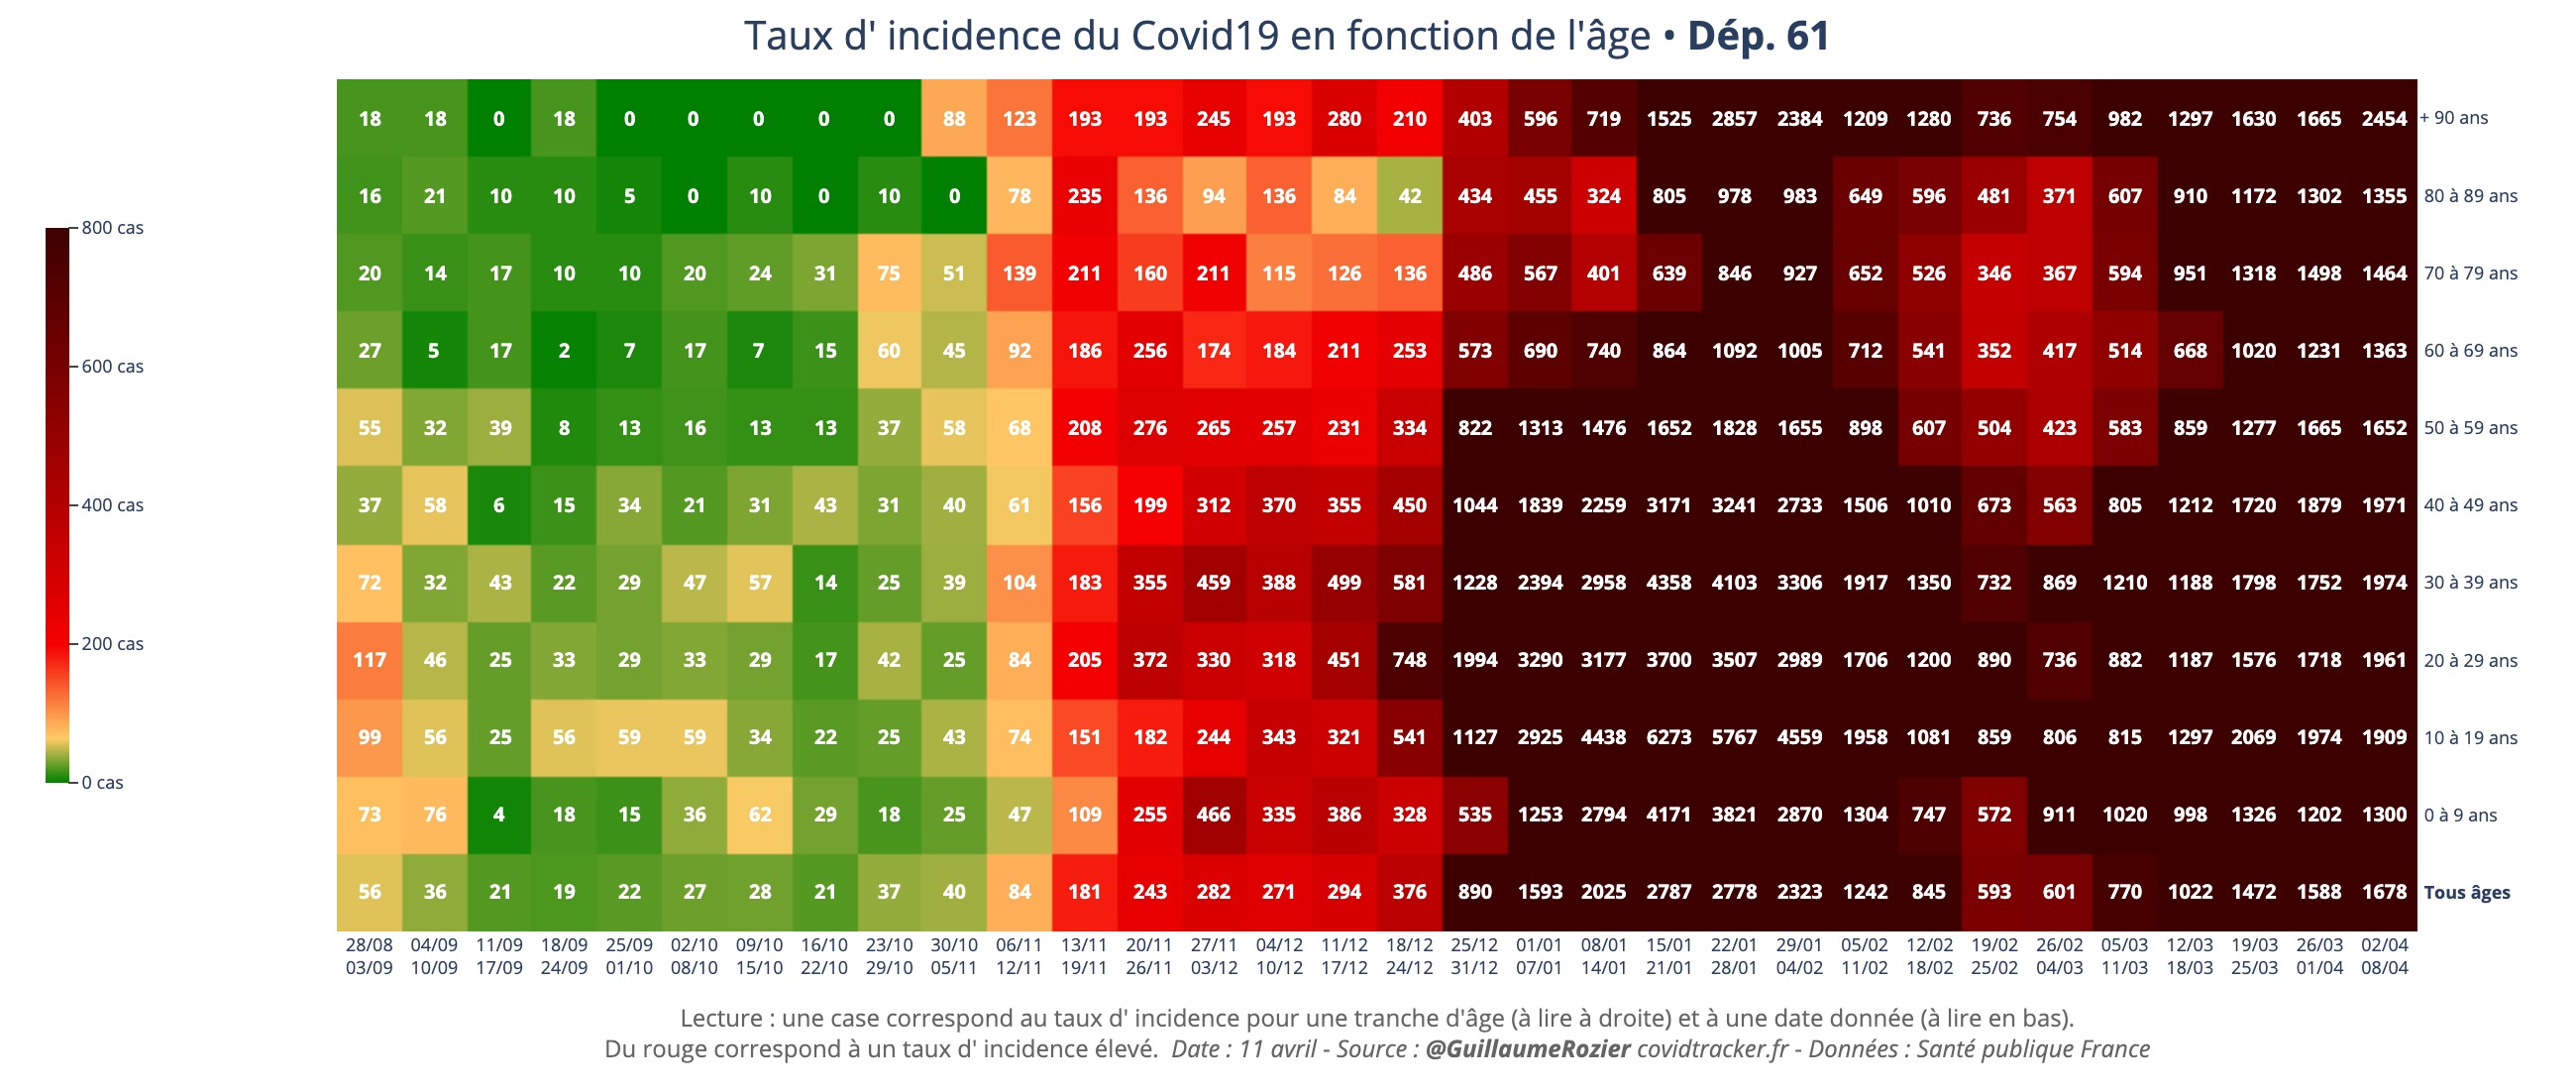 Taux d' incidence du Covid19 en fonction de l'âge • Dép. 61
800 cas
600 cas
400 cas
200 cas
0 cas
18 18 0 18 0 0 0 0 0 88 123 193 193 245 193 280 210 403 596 719 1525 2857 2384 1209 1280 736 754 982 1297 1630 1665 2454 + 90 ans
16 21 10 10 5 0 10 0 10 0 78 235 136 94 136 84 42 434 455 324 805 978 983 649 596 481 371 607 910 1172 1302 1355 80 à 89 ans
20 14 17 10 10 20 24 31 75 51 139 211 160 211 115 126 136 486 567 401 639 846 927 652 526 346 367 594 951 1318 1498 1464 70 à 79 ans
27 5 17 2 7 17 7 15 60 45 92 186 256 174 184 211 253 573 690 740 864 1092 1005 712 541 352 417 514 668 1020 1231 1363 60 à 69 ans
55 32 39 8 13 16 13 13 37 58 68 208 276 265 257 231 334 822 1313 1476 1652 1828 1655 898 607 504 423 583 859 1277 1665 1652 50 à 59 ans
37 58 6 15 34 21 31 43 31 40 61 156 199 312 370 355 450 1044 1839 2259 3171 3241 2733 1506 1010 673 563 805 1212 1720 1879 1971 40 à 49 ans
72 32 43 22 29 47 57 14 25 39 104 183 355 459 388 499 581 1228 2394 2958 4358 4103 3306 1917 1350 732 869 1210 1188 1798 1752 1974 30 à 39 ans
117 46 25 33 29 33 29 17 42 25 84 205 372 330 318 451 748 1994 3290 3177 3700 3507 2989 1706 1200 890 736 882 1187 1576 1718 1961 20 à 29 ans
99 56 25 56 59 59 34 22 25 43 74 151 182 244 343 321 541 1127 2925 4438 6273 5767 4559 1958 1081 859 806 815 1297 2069 1974 1909 10 à 19 ans
73 76 4 18 15 36 62 29 18 25 47 109 255 466 335 386 328 535 1253 2794 4171 3821 2870 1304 747 572 911 1020 998 1326 1202 1300 0 à 9 ans
56 36 21 19 22 27 28 21 37 40 84 181 243 282 271 294 376 890 1593 2025 2787 2778 2323 1242 845 593 601 770 1022 1472 1588 1678 Tous âges
28/08 04/09 11/09 18/09 25/09 02/10 09/10 16/10 23/10 30/10 06/11 13/11 20/11 27/11 04/12 11/12 18/12 25/12 01/01 08/01 15/01 22/01 29/01 05/02 12/02 19/02 26/02 05/03 12/03 19/03 26/03 02/04
03/09 10/09 17/09 24/09 01/10 08/10 15/10 22/10 29/10 05/11 12/11 19/11 26/11 03/12 10/12 17/12 24/12 31/12 07/01 14/01 21/01 28/01 04/02 11/02 18/02 25/02 04/03 11/03 18/03 25/03 01/04 08/04
Lecture : une case correspond au taux d' incidence pour une tranche d'âge (à lire à droite) et à une date donnée (à lire en bas).
Du rouge correspond à un taux d' incidence élevé. Date : 11 avril - Source : @GuillaumeRozier covidtracker.fr - Données : Santé publique France